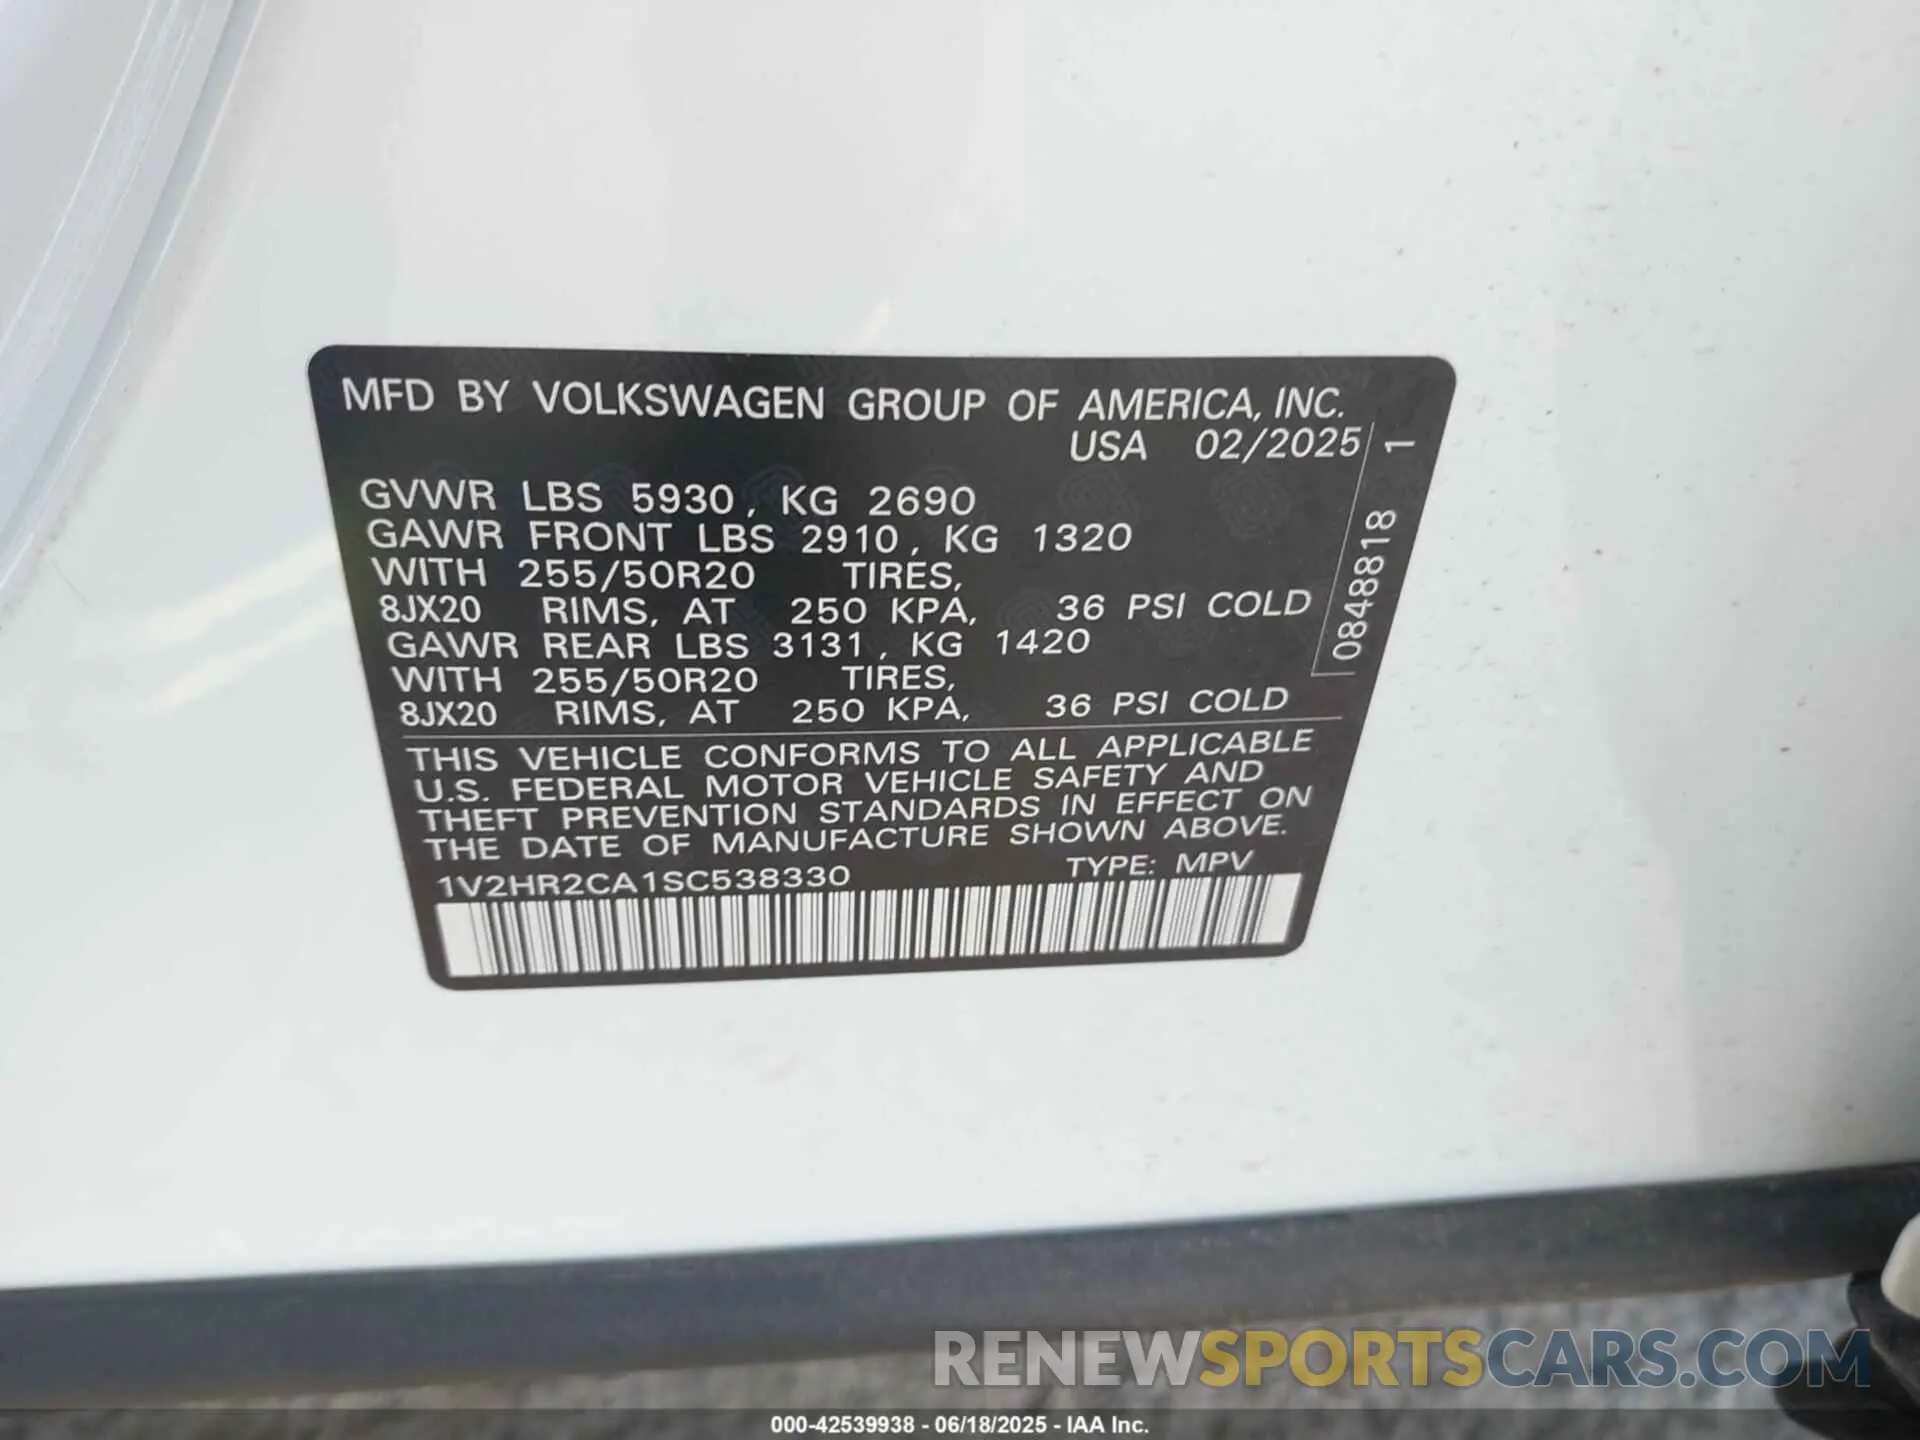 MFD BY VOLKSWAGEN GROUP OF AMERICA, INC.
USA 02/2025
GVWR LBS 5930, KG 2690
GAWR FRONT LBS 2910, KG 1320
WITH 255/50R20 TIRES,
8JX20 RIMS, AT 250 KPA, 36 PSI COLD
GAWR REAR LBS 3131, KG 1420
WITH 255/50R20 TIRES,
8JX20 RIMS, AT 250 KPA, 36 PSI COLD
0848818 1
THIS VEHICLE CONFORMS TO ALL APPLICABLE
U.S. FEDERAL MOTOR VEHICLE SAFETY AND
THEFT PREVENTION STANDARDS IN EFFECT ON
THE DATE OF MANUFACTURE SHOWN ABOVE.
1V2HR2CA1SC538330 TYPE: MPV
RENEWSPORTSCARS.COM
000-42539938 - 06/18/2025 - IAA Inc.